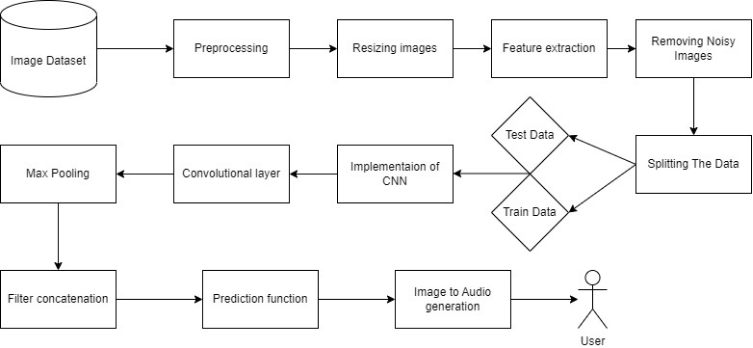 Image Dataset
Preprocessing
Resizing images
Feature extraction
Removing Noisy
Images
Test Data
Splitting The Data
Max Pooling
Convolutional layer
Implementaion of
CNN
Train Data
Filter concatenation
Prediction function
Image to Audio
generation
User